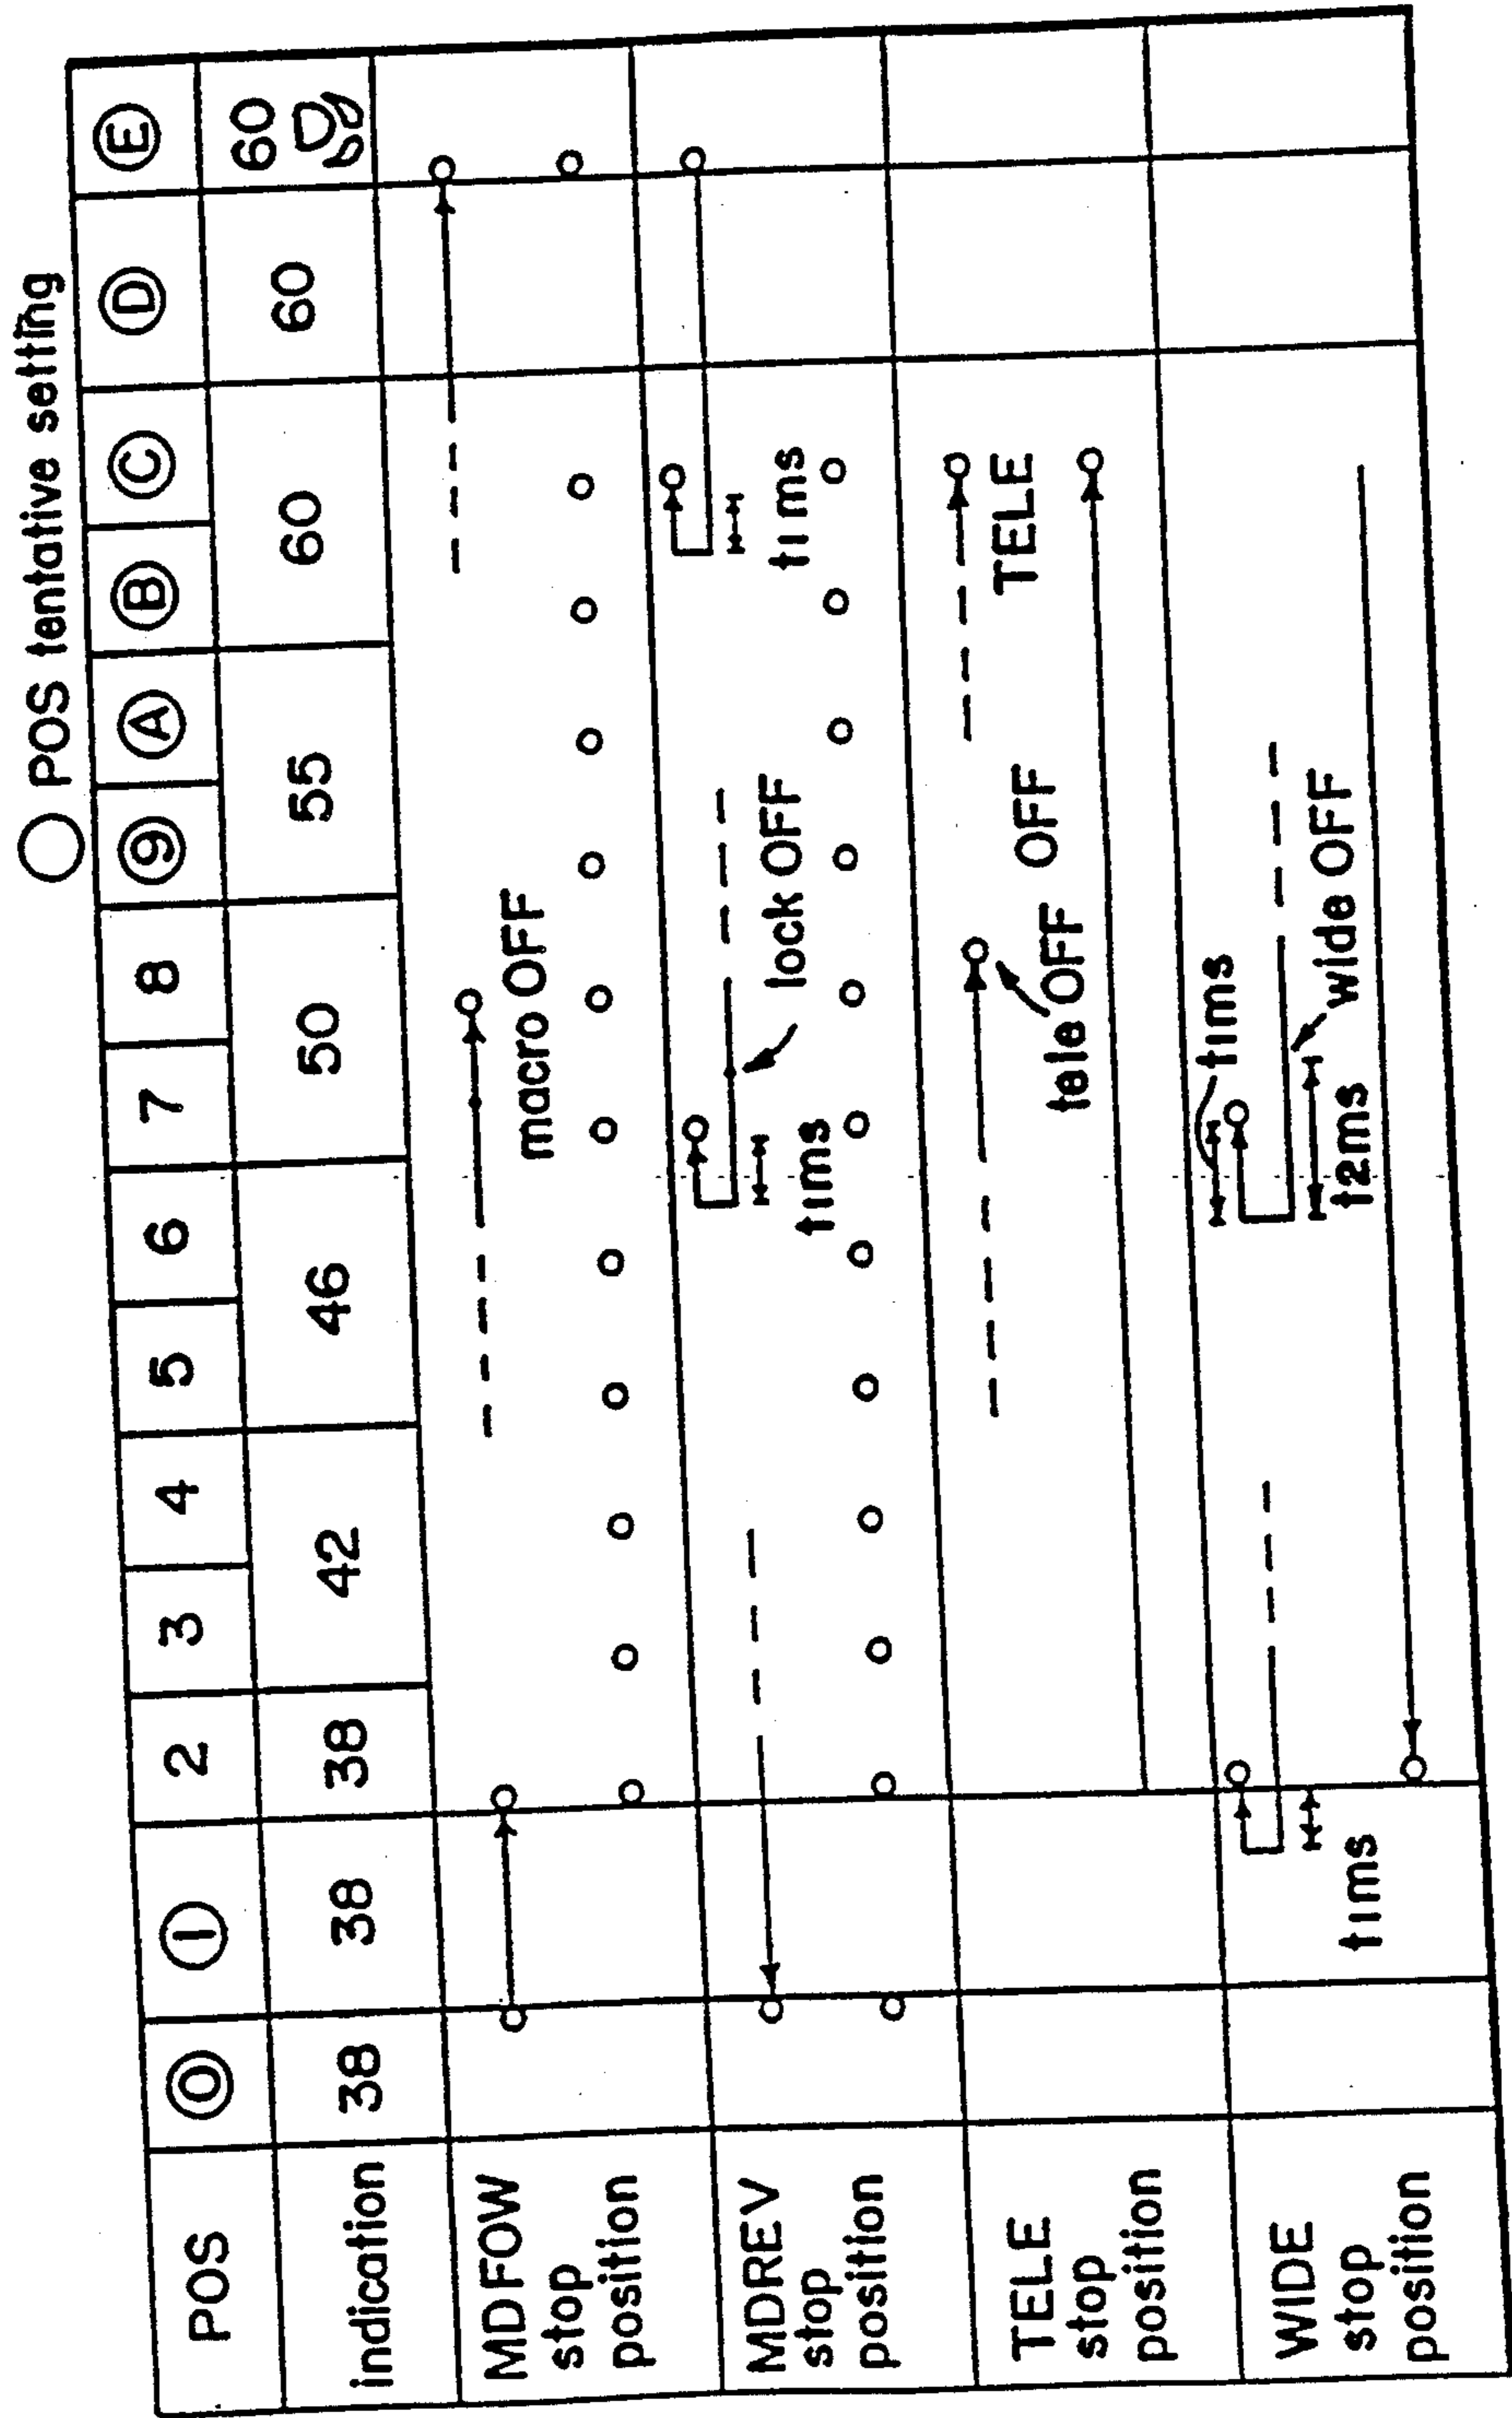 ○ POS tentative setting
POS 0 1 2 3 4 5 6 7 8 9 A B C D E
indication 38 38 38 42 46 50 55 60 60 60
MDFOW
stop
position
macro OFF
MDREV
stop
position
t1ms
lock OFF
t1ms
TELE
stop
position
tele OFF
OFF
TELE
WIDE
stop
position
t1ms
t1ms
t2ms
wide OFF